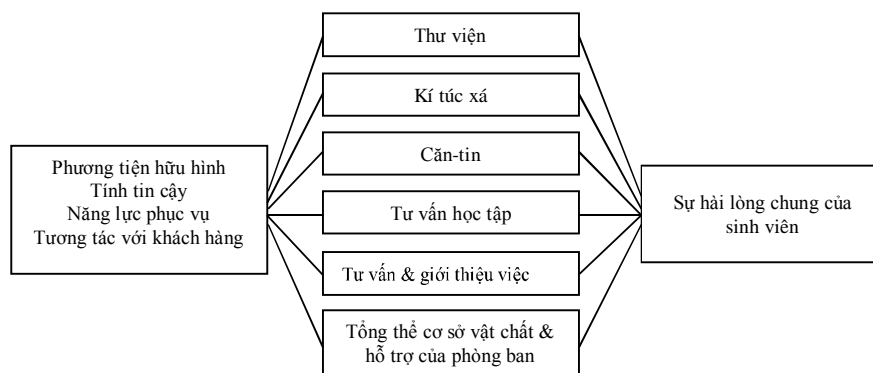 Thư viện
Kí túc xá
Căn-tin
Tư vấn học tập
Tư vấn & giới thiệu việc
Tổng thể cơ sở vật chất &
hỗ trợ của phòng ban
Phương tiện hữu hình
Tính tin cậy
Năng lực phục vụ
Tương tác với khách hàng
Sự hài lòng chung của
sinh viên